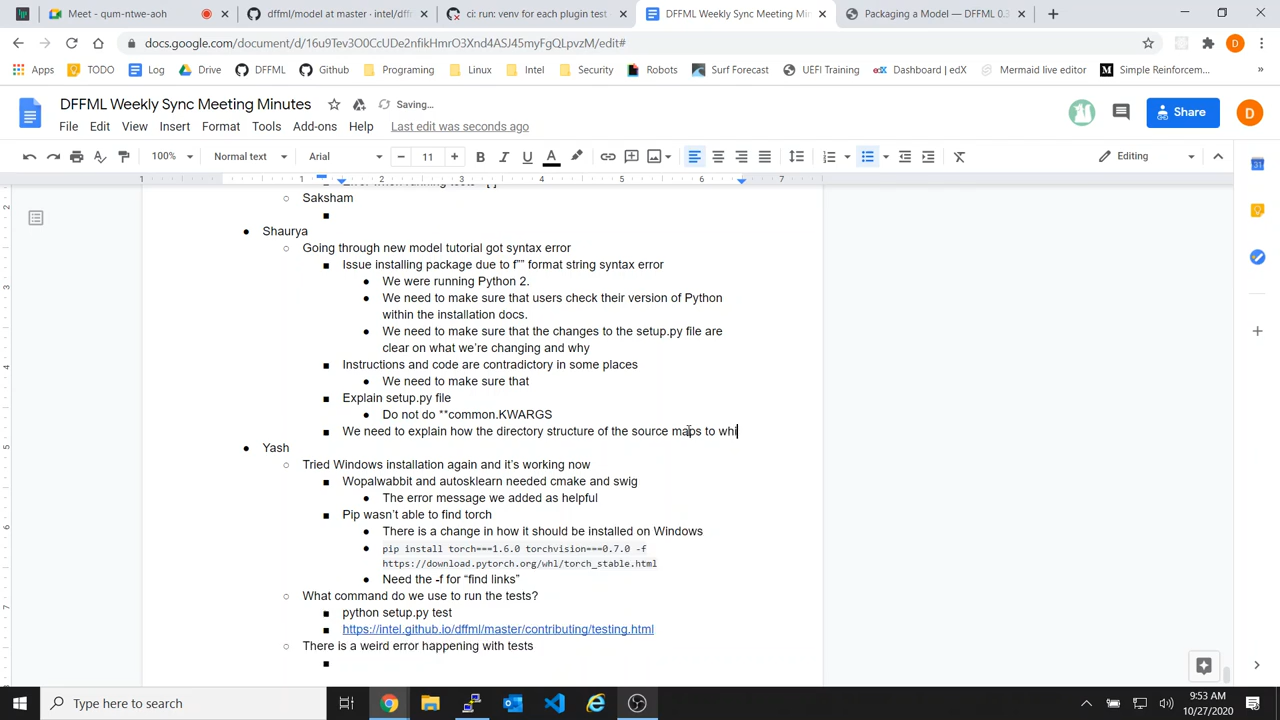 Meet - qum-ntwe-aoh
dffml/model at master · intel/dffm
ci: run: venv for each plugin test
DFFML Weekly Sync Meeting Min
Packaging a Model — DFFML 0.3
docs.google.com/document/d/16u9Tev3O0CcUDe2nfikHmrO3Xnd4ASJ45myFgQLpvzM/edit#
Apps TODO Log Drive DFFML Github Programing Linux Intel Security Robots Surf Forecast UEFI Training Dashboard | edX Mermaid live editor Simple Reinforcem...
DFFML Weekly Sync Meeting Minutes Saving...
File Edit View Insert Format Tools Add-ons Help Last edit was seconds ago
Share
100% Normal text Arial 11 Editing
Saksham
Shaurya
Going through new model tutorial got syntax error
Issue installing package due to f”” format string syntax error
We were running Python 2.
We need to make sure that users check their version of Python
within the installation docs.
We need to make sure that the changes to the setup.py file are
clear on what we’re changing and why
Instructions and code are contradictory in some places
We need to make sure that
Explain setup.py file
Do not do **common.KWARGS
We need to explain how the directory structure of the source maps to whi
Yash
Tried Windows installation again and it’s working now
Wopalwabbit and autosklearn needed cmake and swig
The error message we added as helpful
Pip wasn’t able to find torch
There is a change in how it should be installed on Windows
pip install torch===1.6.0 torchvision===0.7.0 -f
https://download.pytorch.org/whl/torch_stable.html
Need the -f for “find links”
What command do we use to run the tests?
python setup.py test
https://intel.github.io/dffml/master/contributing/testing.html
There is a weird error happening with tests
Type here to search
9:53 AM
10/27/2020